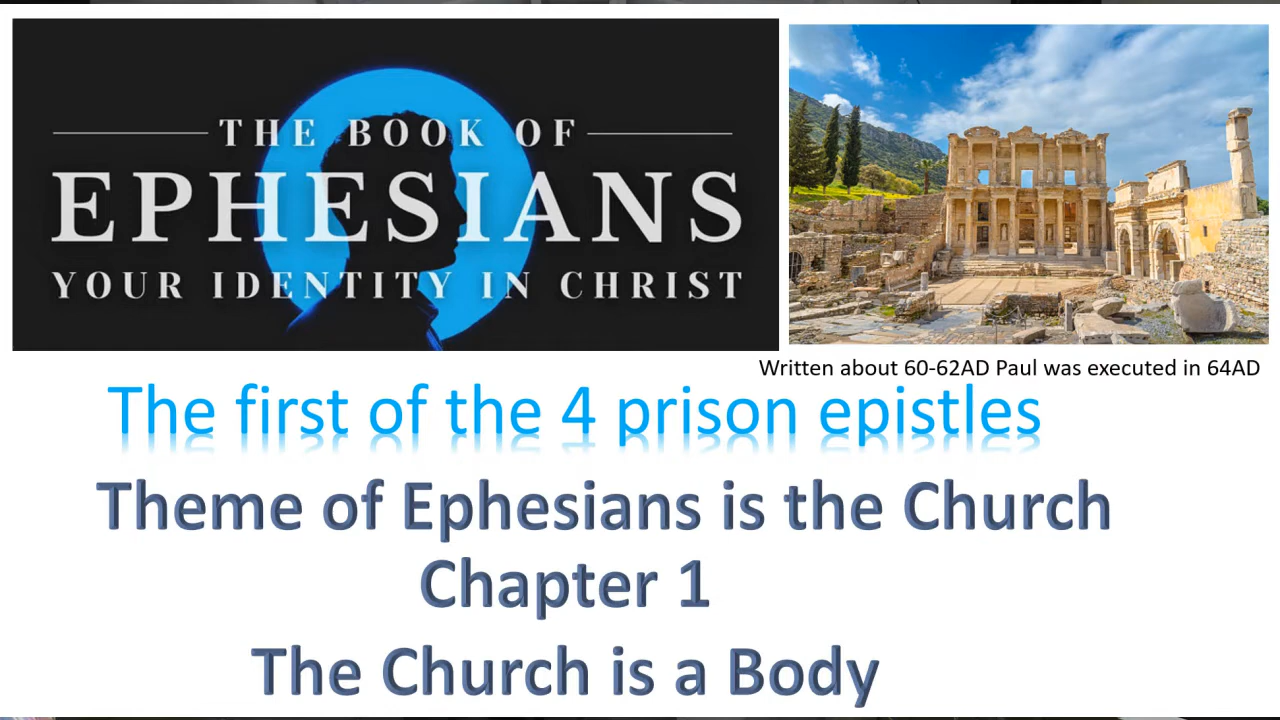 THE BOOK OF
EPHESIANS
YOUR IDENTITY IN CHRIST
Written about 60-62AD Paul was executed in 64AD
The first of the 4 prison epistles
Theme of Ephesians is the Church
Chapter 1
The Church is a Body